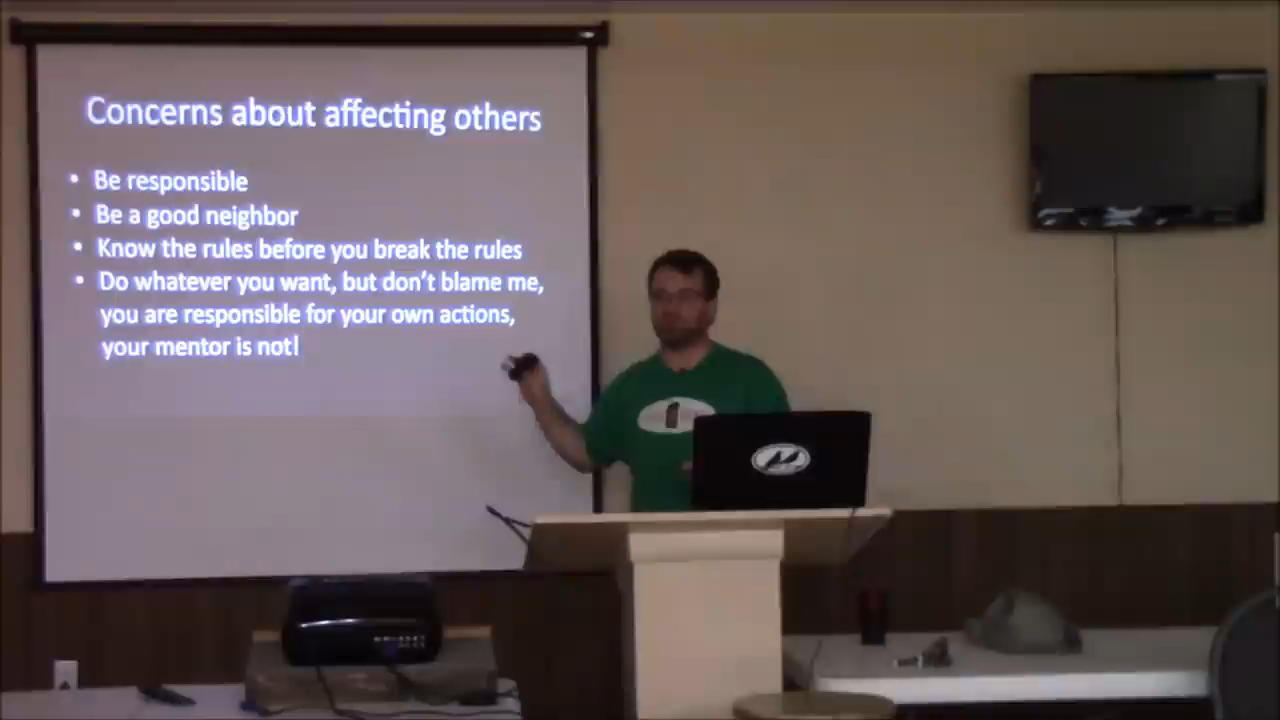 Concerns about affecting others
• Be responsible
• Be a good neighbor
• Know the rules before you break the rules
• Do whatever you want, but don't blame me,
you are responsible for your own actions,
your mentor is not!